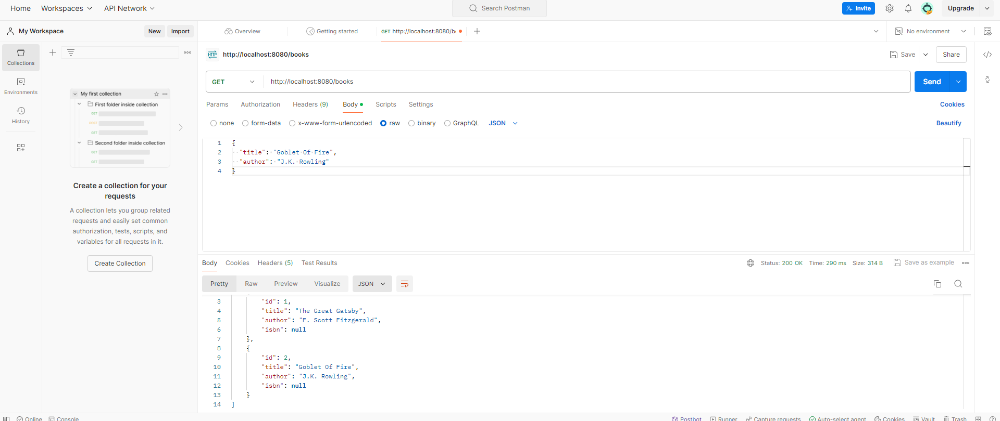 Home Workspaces API Network Search Postman Invite Upgrade
My Workspace New Import Overview Getting started GET http://localhost:8080/b No environment
Collections
Environments
History
My first collection
First folder inside collection
GET
POST
GET
Second folder inside collection
GET
GET
Create a collection for your
requests
A collection lets you group related
requests and easily set common
authorization, tests, scripts, and
variables for all requests in it.
Create Collection
HTTP http://localhost:8080/books Save Share
GET http://localhost:8080/books Send
Params Authorization Headers (9) Body Scripts Settings Cookies
none form-data x-www-form-urlencoded raw binary GraphQL JSON Beautify
1 {
2 "title": "Goblet Of Fire",
3 "author": "J.K. Rowling"
4 }
Body Cookies Headers (5) Test Results Status: 200 OK Time: 290 ms Size: 314 B Save as example
Pretty Raw Preview Visualize JSON
3 "id": 1,
4 "title": "The Great Gatsby",
5 "author": "F. Scott Fitzgerald",
6 "isbn": null
7 },
8 {
9 "id": 2,
10 "title": "Goblet Of Fire",
11 "author": "J.K. Rowling",
12 "isbn": null
13 }
14 ]
Online Console Postbot Runner Capture requests Auto-select agent Cookies Vault Trash